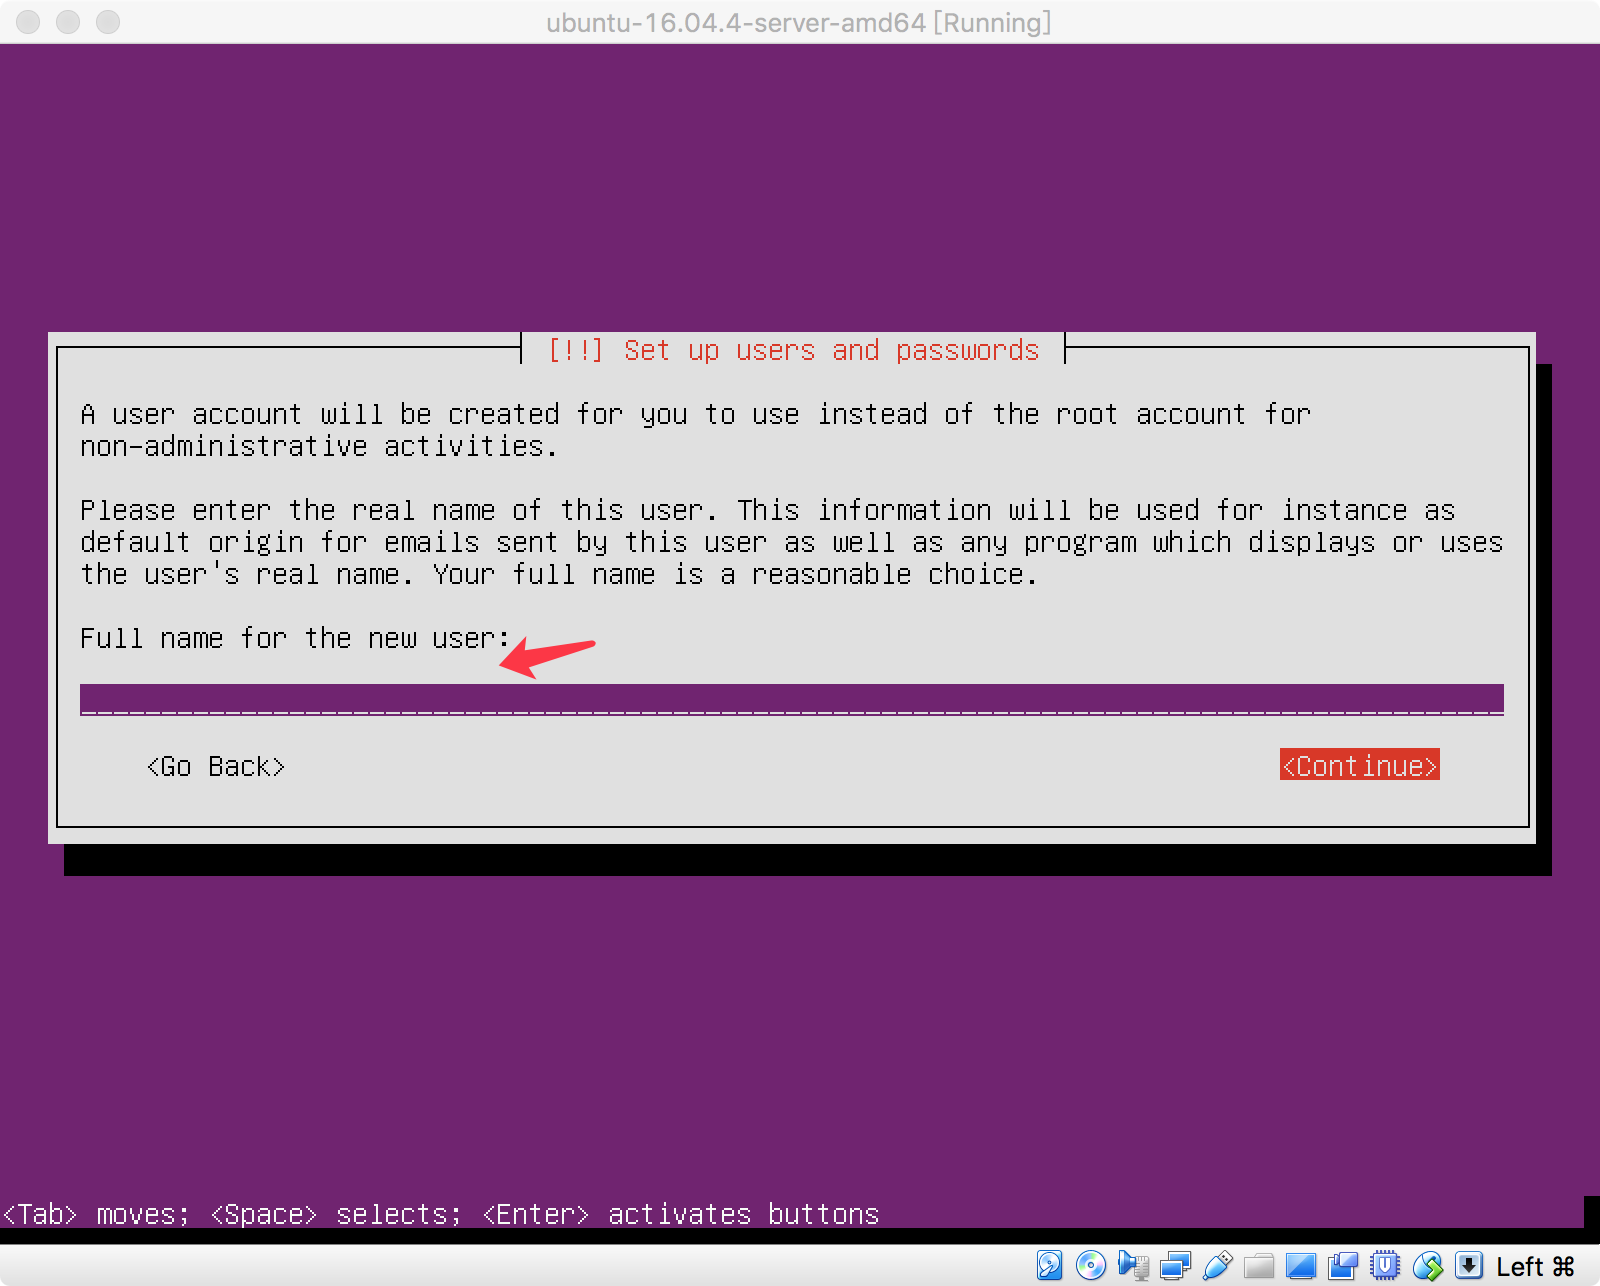 ubuntu-16.04.4-server-amd64 [Running]
[!!] Set up users and passwords
A user account will be created for you to use instead of the root account for
non-administrative activities.
Please enter the real name of this user. This information will be used for instance as
default origin for emails sent by this user as well as any program which displays or uses
the user's real name. Your full name is a reasonable choice.
Full name for the new user:
<Go Back> <Continue>
<Tab> moves; <Space> selects; <Enter> activates buttons
Left ⌘